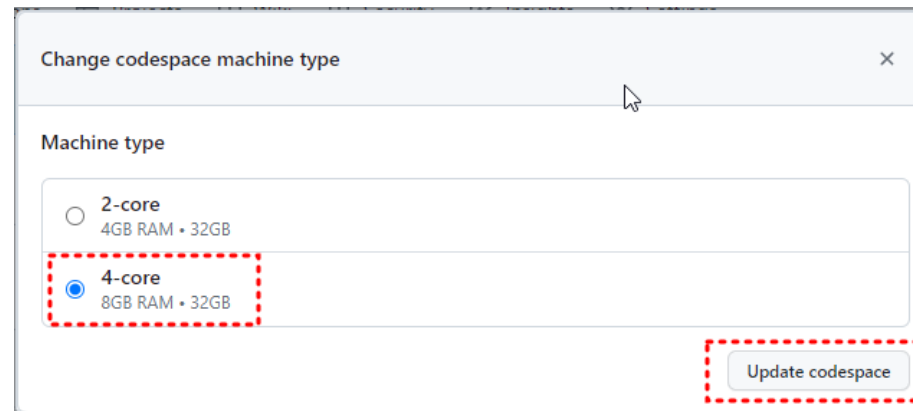 Change codespace machine type
Machine type
2-core
4GB RAM • 32GB
4-core
8GB RAM • 32GB
Update codespace